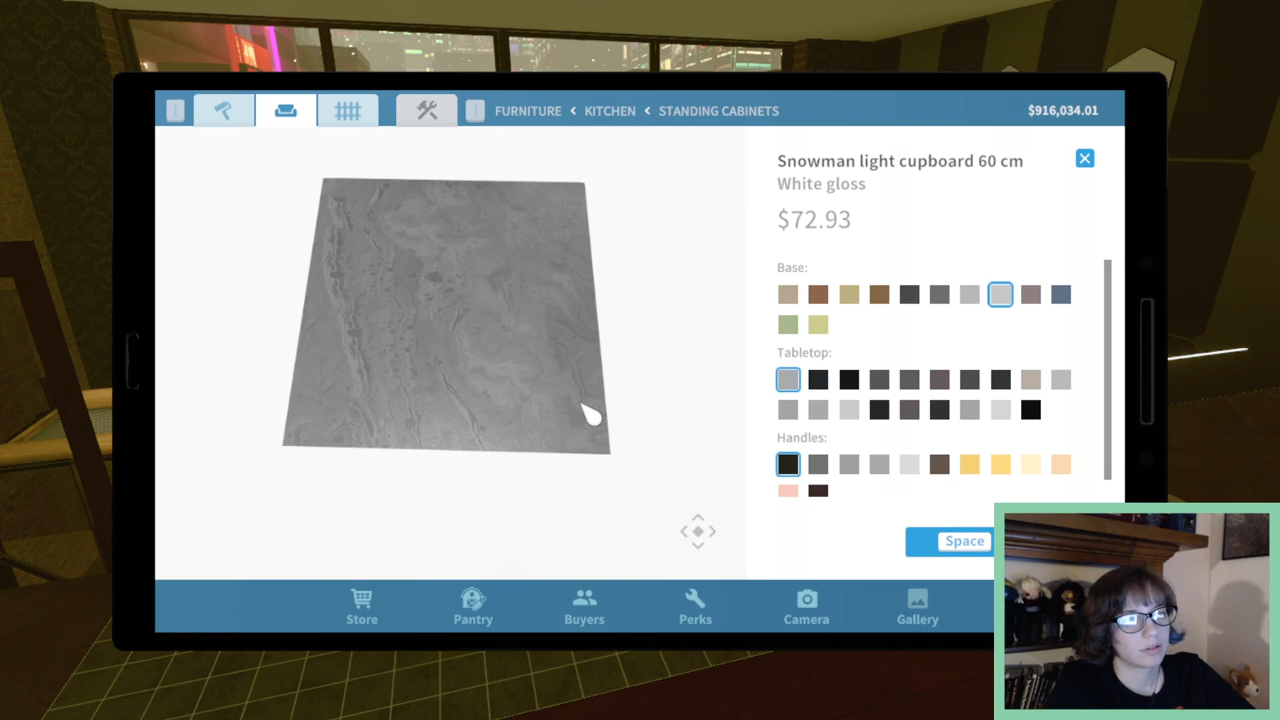 FURNITURE < KITCHEN < STANDING CABINETS
$916,034.01
Snowman light cupboard 60 cm
White gloss
$72.93
Base:
Tabletop:
Handles:
Space
Store
Pantry
Buyers
Perks
Camera
Gallery